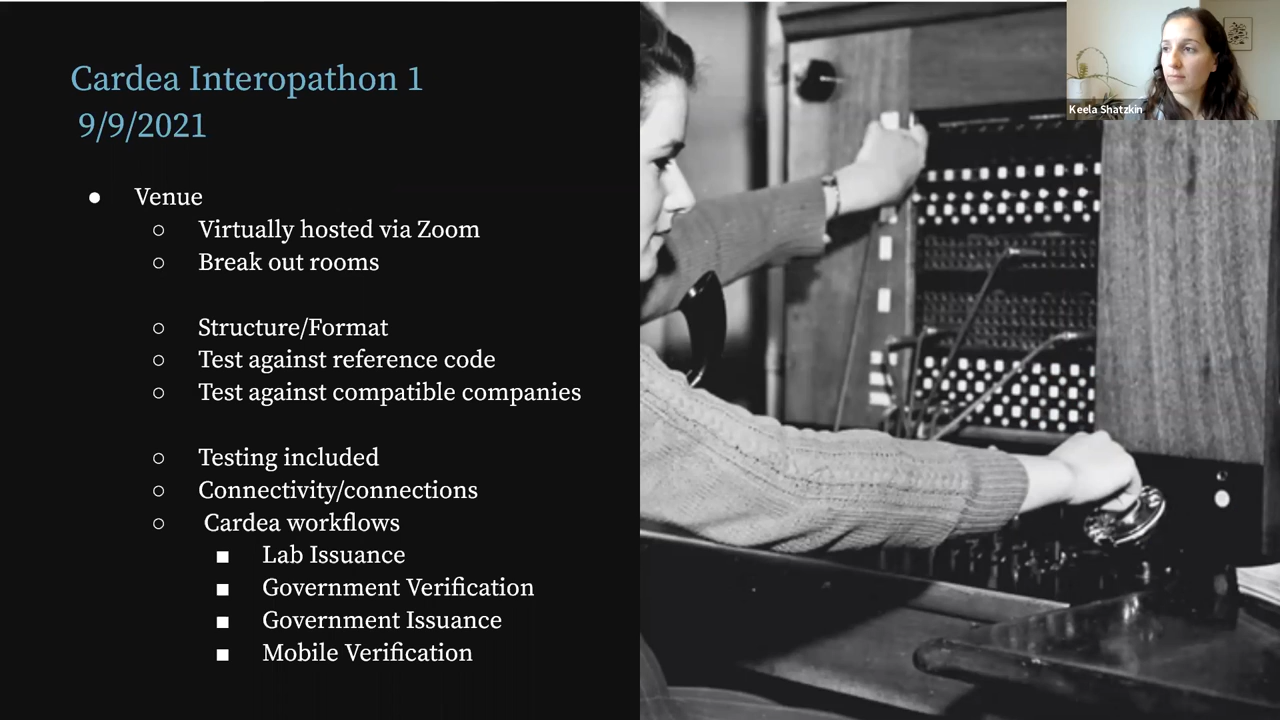 Cardea Interopathon 1
9/9/2021
● Venue
○ Virtually hosted via Zoom
○ Break out rooms
○ Structure/Format
○ Test against reference code
○ Test against compatible companies
○ Testing included
○ Connectivity/connections
○ Cardea workflows
■ Lab Issuance
■ Government Verification
■ Government Issuance
■ Mobile Verification
Keela Shatzkin